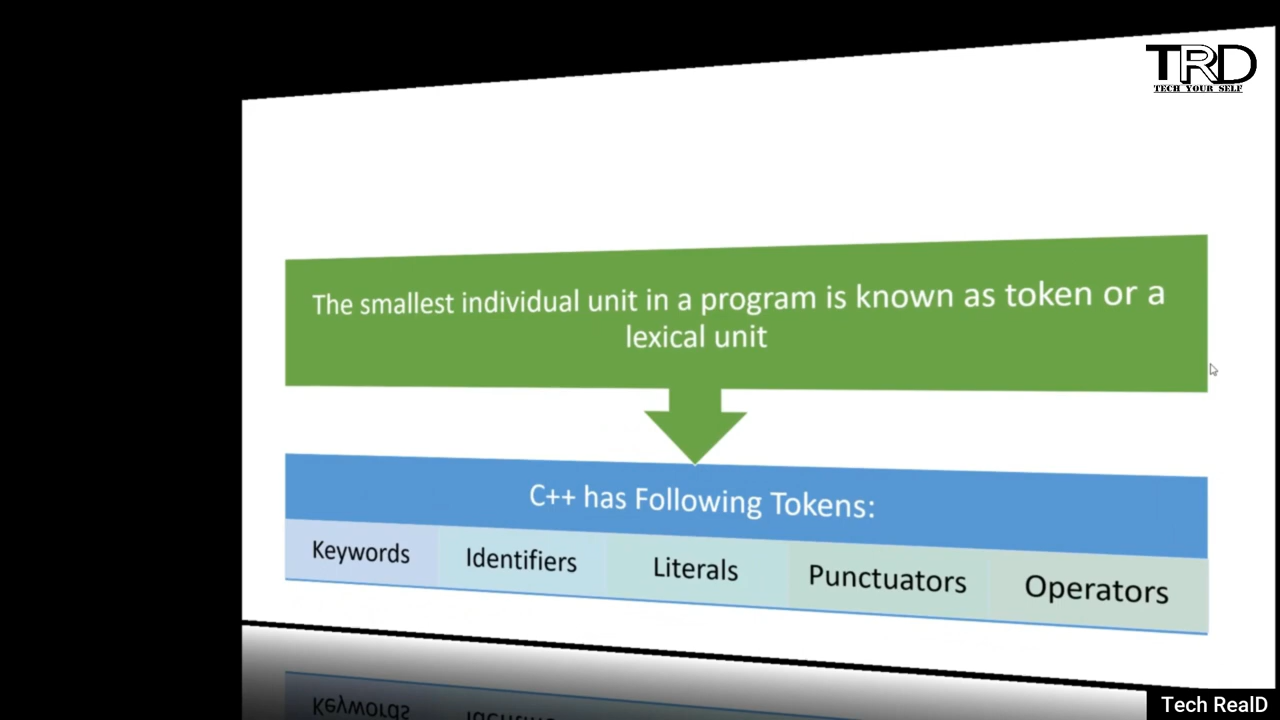 TRD
TECH YOUR SELF
The smallest individual unit in a program is known as token or a
lexical unit
C++ has Following Tokens:
Keywords Identifiers Literals Punctuators Operators
Keywords
Tech RealD